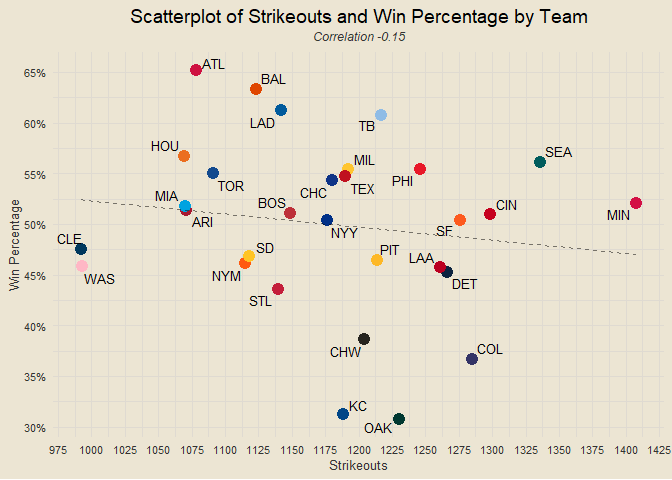 Scatterplot of Strikeouts and Win Percentage by Team
Correlation -0.15
Win Percentage
65%
60%
55%
50%
45%
40%
35%
30%
ATL
BAL
LAD
TB
HOU
TOR
MIL
CHC
TEX
PHI
SEA
MIA
ARI
BOS
NYY
SF
CIN
MIN
CLE
WAS
SD
NYM
STL
PIT
LAA
DET
CHW
COL
KC
OAK
975 1000 1025 1050 1075 1100 1125 1150 1175 1200 1225 1250 1275 1300 1325 1350 1375 1400 1425
Strikeouts